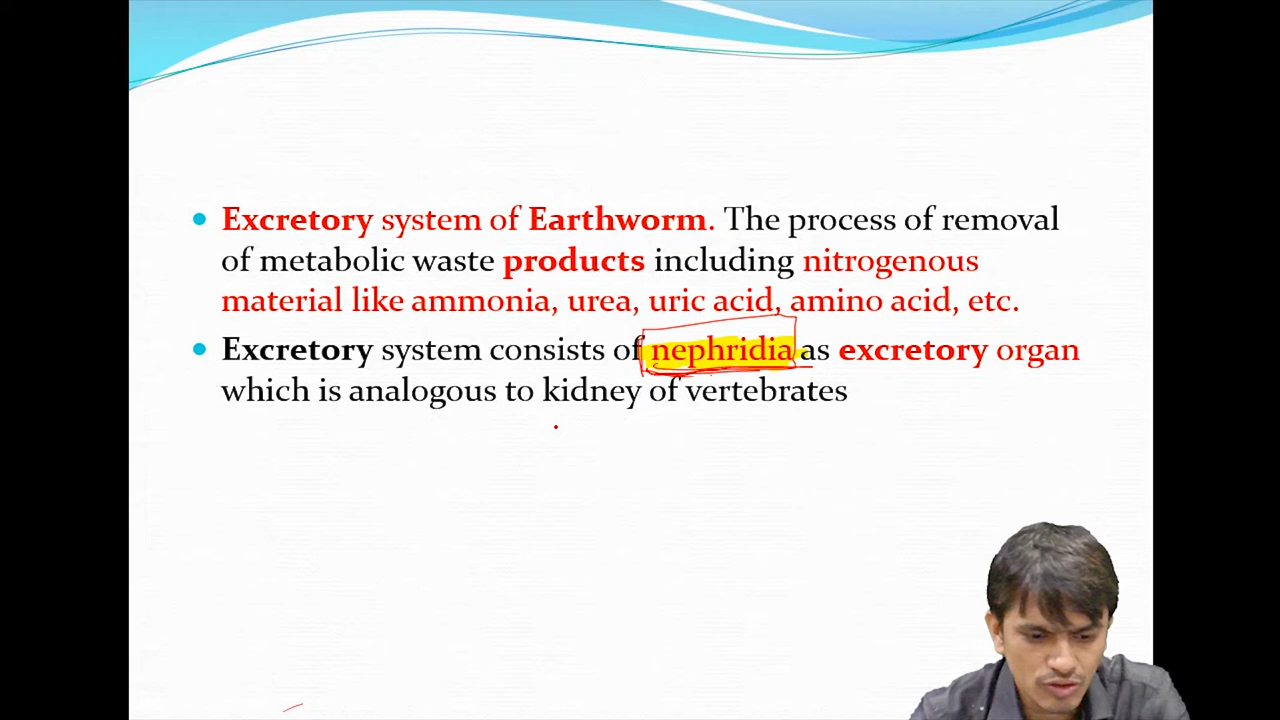 Excretory system of Earthworm. The process of removal
of metabolic waste products including nitrogenous
material like ammonia, urea, uric acid, amino acid, etc.
Excretory system consists of nephridia as excretory organ
which is analogous to kidney of vertebrates